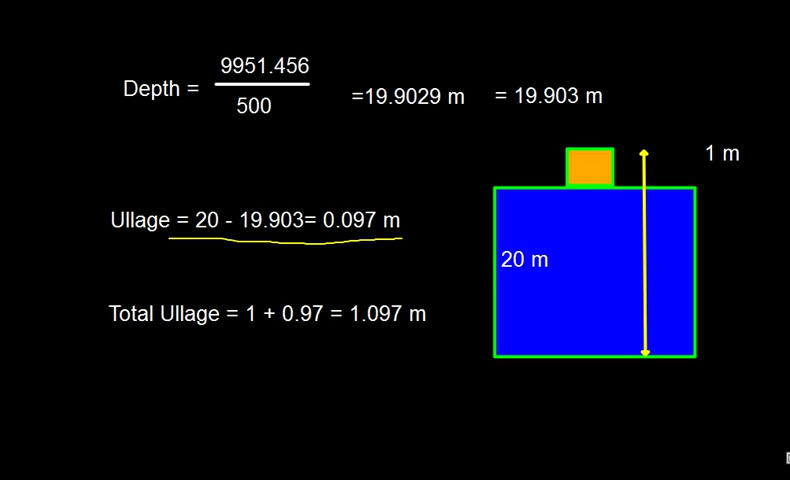 9951.456
Depth = =19.9029 m = 19.903 m
500
1 m
Ullage = 20 - 19.903= 0.097 m
20 m
Total Ullage = 1 + 0.97 = 1.097 m